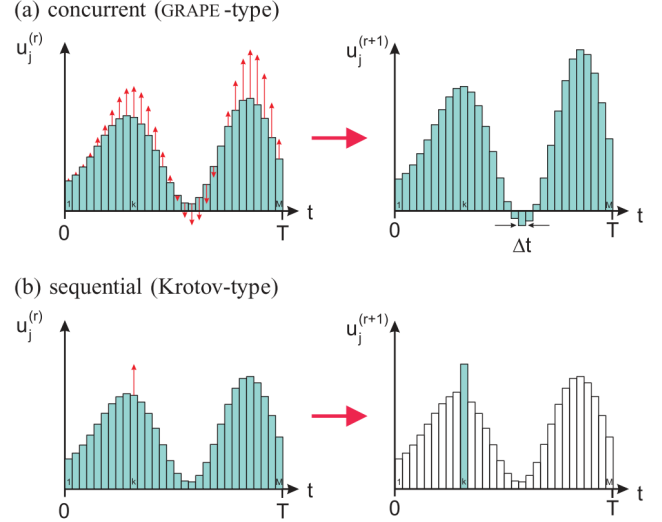 (a) concurrent (GRAPE-type)
u_j^(r) u_j^(r+1)
1 k M 1 k M
0 T t 0 Δt T t
(b) sequential (Krotov-type)
u_j^(r) u_j^(r+1)
1 k M 1 k M
0 T t 0 T t